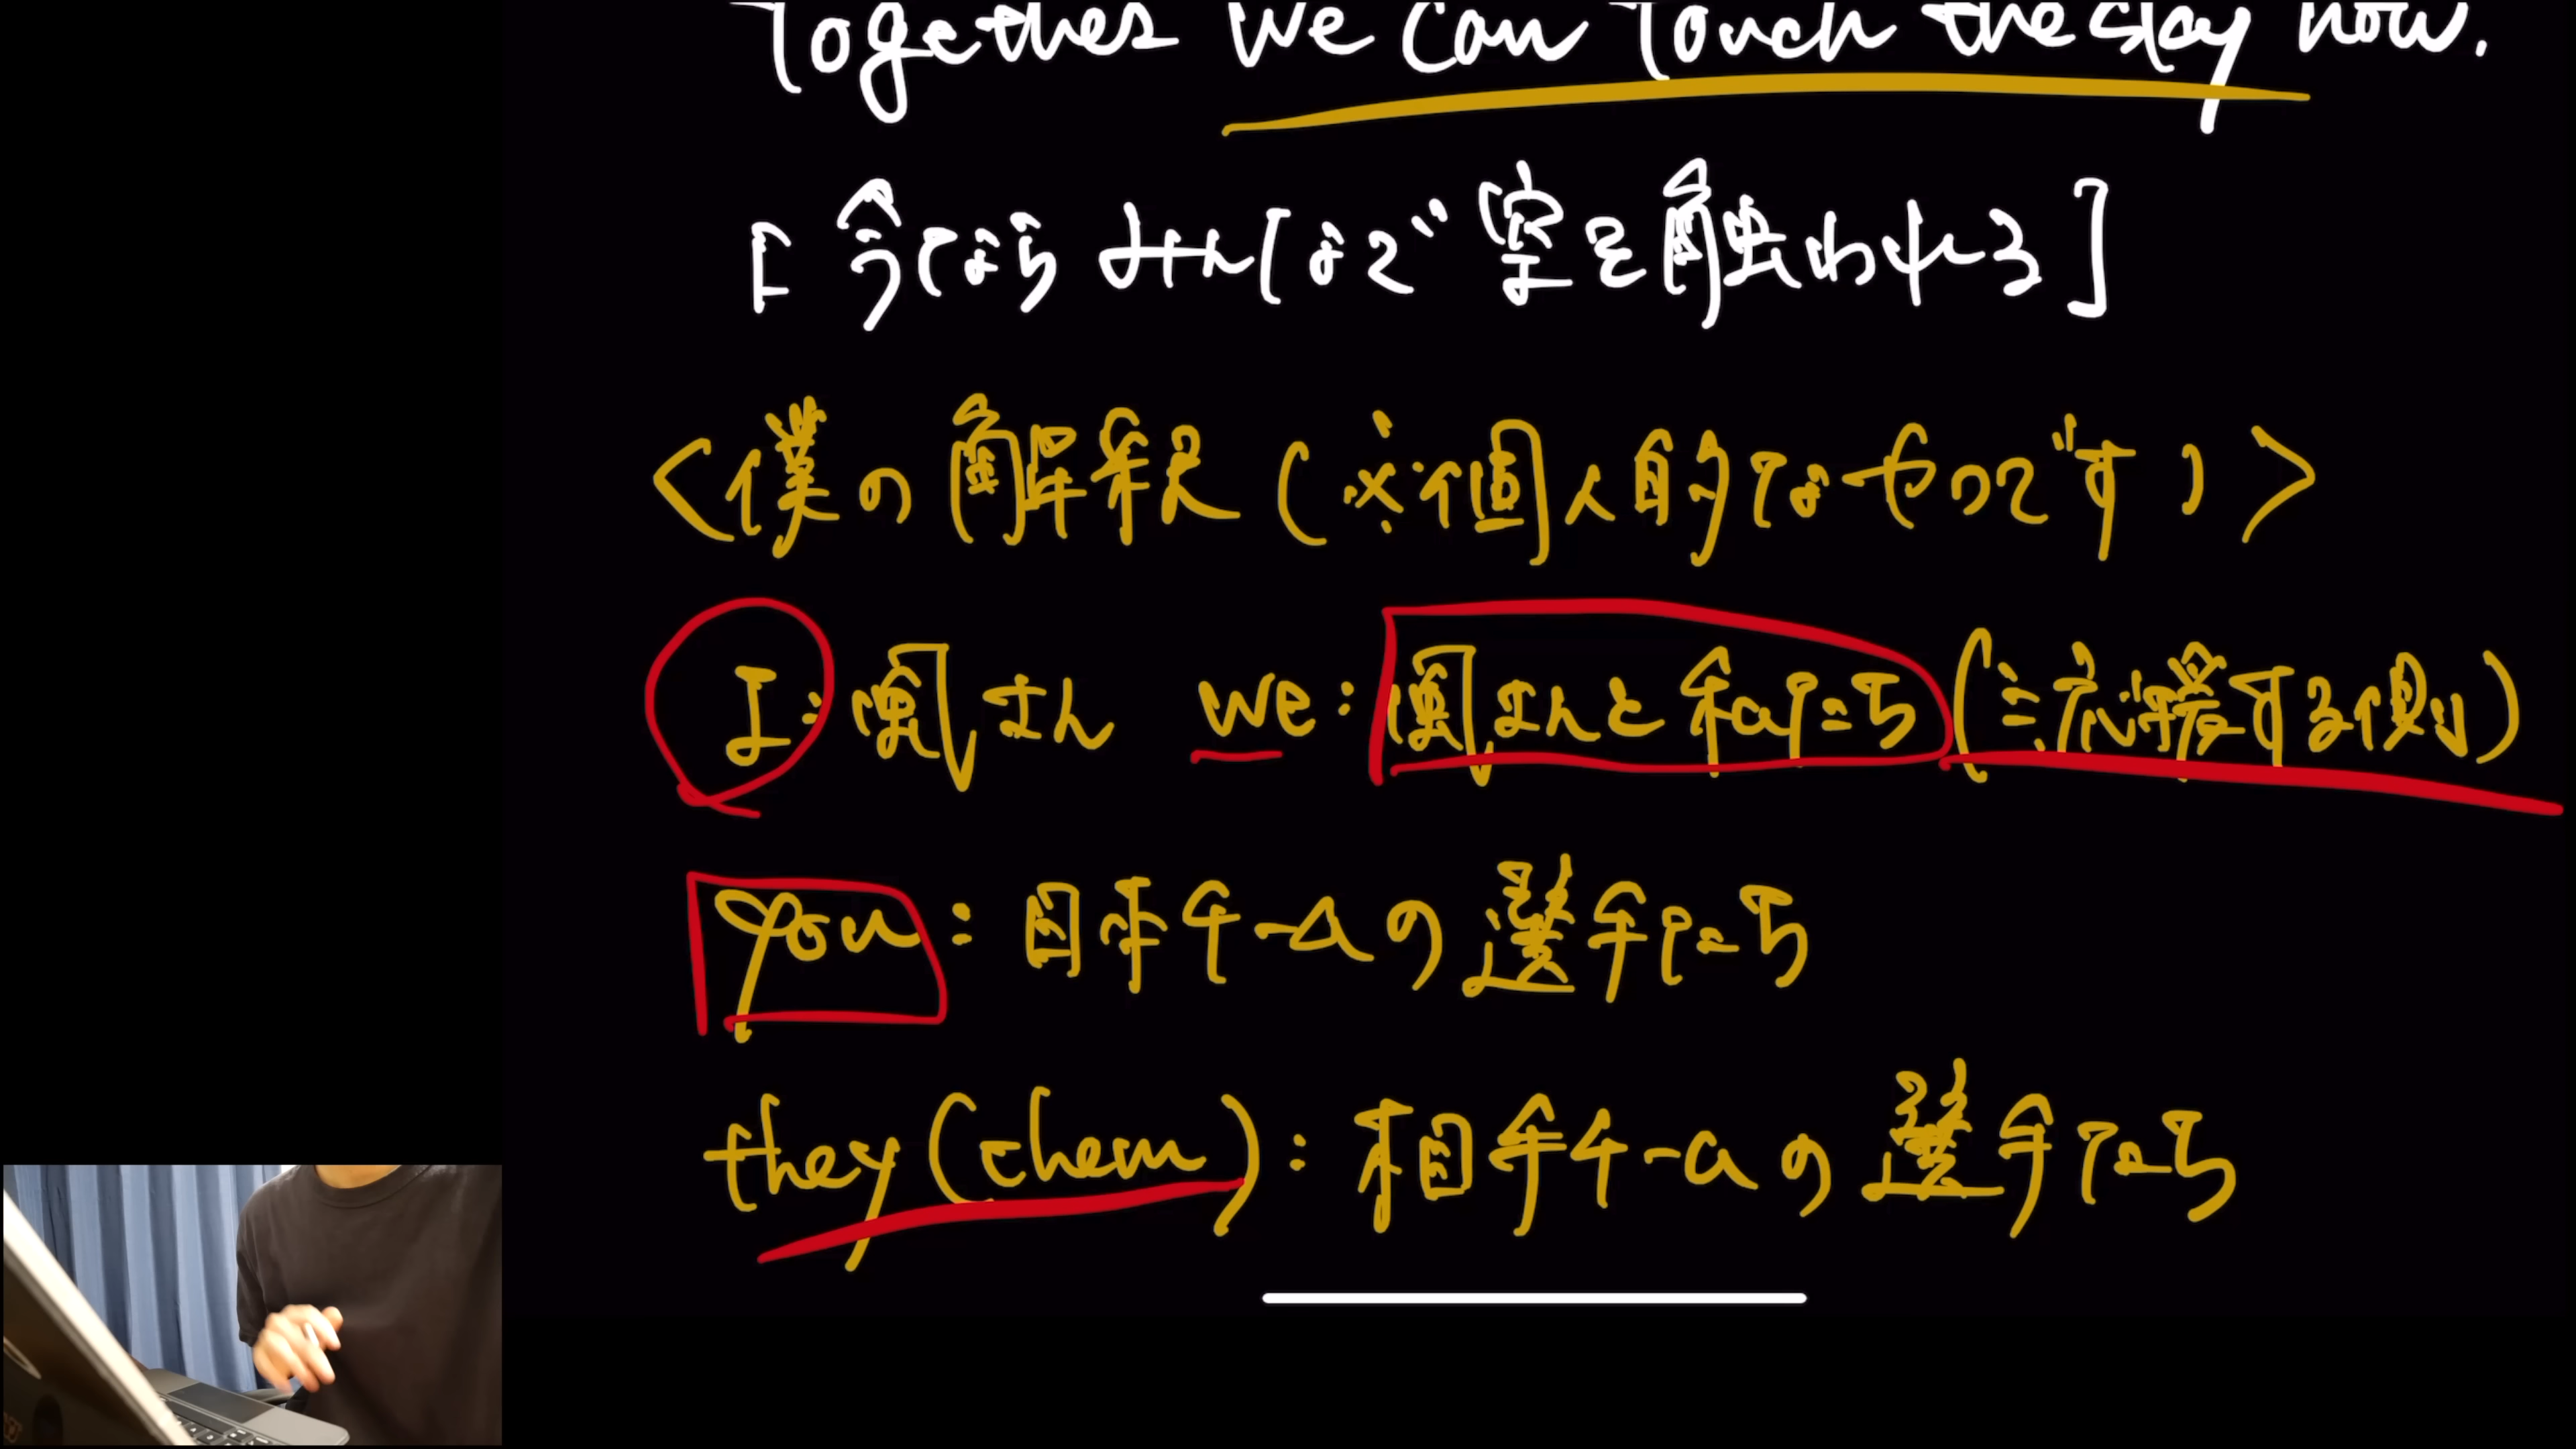 Together we can touch the sky now.
[今ならみんなで空を触われる]
<僕の解釈(※個人的なやつです)>
I:風さん we:風さんと私たち(≒応援する側)
you:日本チームの選手たち
they(them):相手チームの選手たち